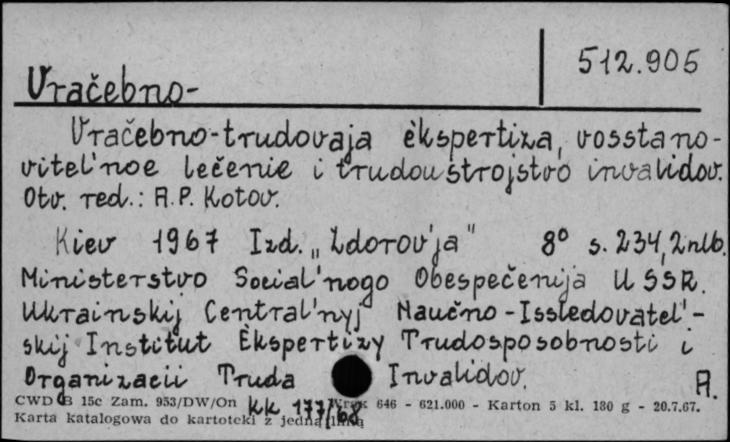 512.905
Vračebno-
Vračebno-trudovaja èkspertiza, vosstano-
vitel'noe lečenie i trudoustrojstvo invalidov.
Otv. red.: A.P. Kotov.
Kiev 1967 Izd. „Zdorov'ja" 8° s. 234, 2nlb.
Ministerstvo Social'nogo Obespečenija USSR.
Ukrainskij Central'nyj Naučno-Issledovatel'-
skij Institut Èkspertizy Trudosposobnosti i
Organizacii Truda Invalidov. A.
CWD B 15c Zam. 953/DW/On kk 177/68 646 - 621.000 - Karton 5 kl. 180 g - 20.7.67.
Karta katalogowa do kartoteki z jedną linką